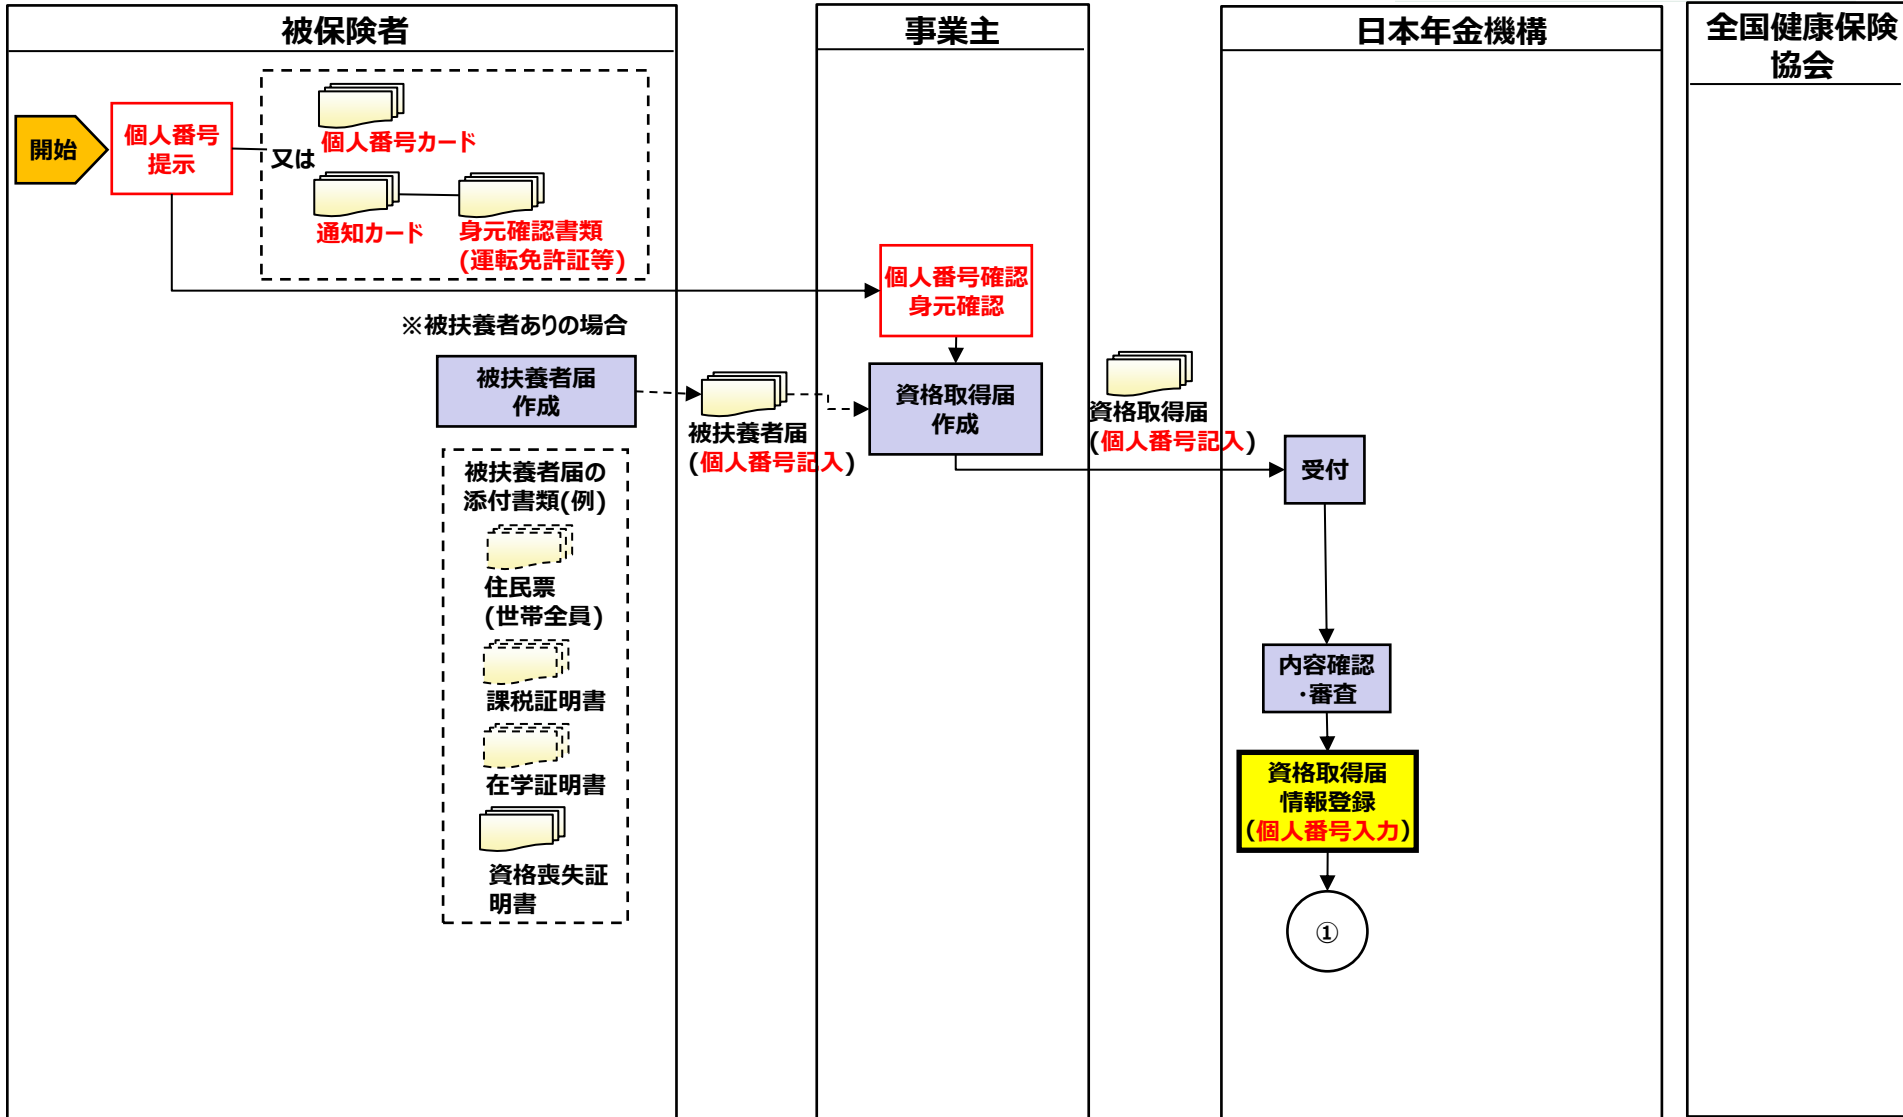 被保険者
事業主
日本年金機構
全国健康保険
協会
開始
個人番号
提示
又は
個人番号カード
通知カード
身元確認書類
(運転免許証等)
個人番号確認
身元確認
※被扶養者ありの場合
被扶養者届
作成
被扶養者届
(個人番号記入)
資格取得届
作成
資格取得届
(個人番号記入)
受付
被扶養者届の
添付書類(例)
住民票
(世帯全員)
課税証明書
在学証明書
資格喪失証
明書
内容確認
・審査
資格取得届
情報登録
(個人番号入力)
①